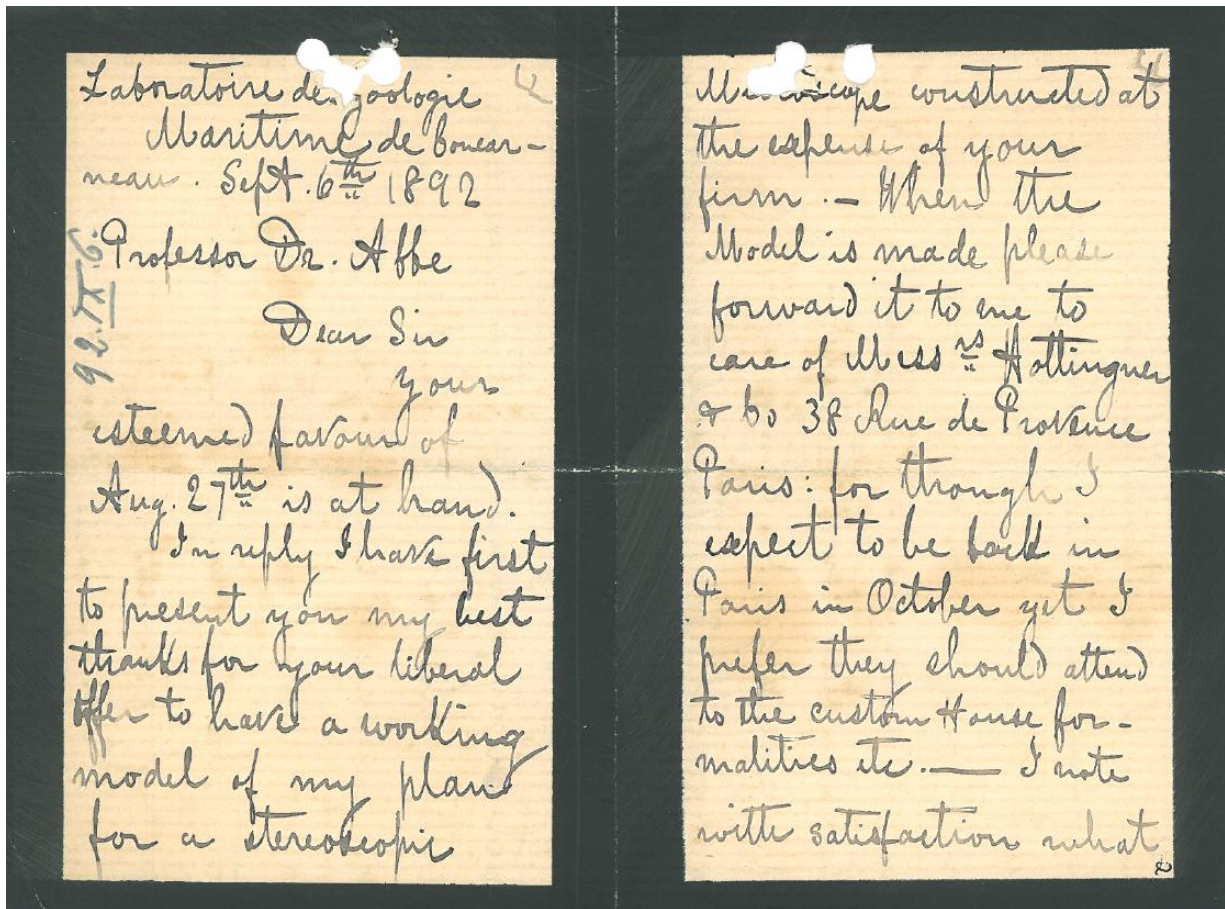 Laboratoire de Zoologie
Maritime de Concar-
neau. Sept. 6th 1892
92.IX.6.
Professor Dr. Abbe
Dear Sir
your
esteemed favour of
Aug. 27th is at hand.
In reply I have first
to present you my best
thanks for your liberal
offer to have a working
model of my plan
for a stereoscopic
Microscope constructed at
the expense of your
firm. – When the
Model is made please
forward it to me to
care of Messrs Hottinguer
& Co 38 Rue de Provence
Paris: for though I
expect to be back in
Paris in October yet I
prefer they should attend
to the custom House for-
malities etc. — I note
with satisfaction what